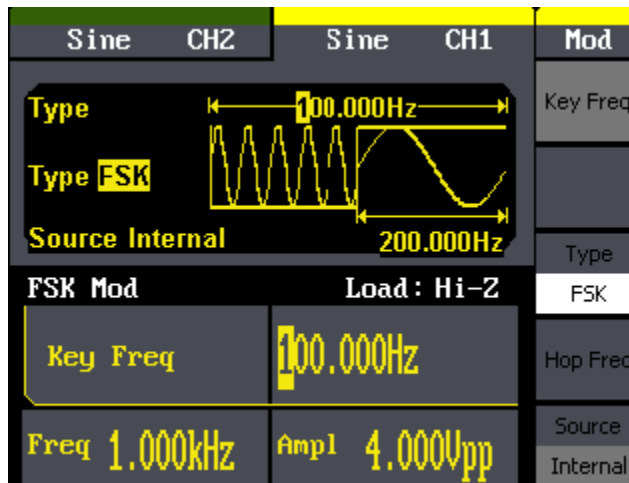 Sine CH2 Sine CH1 Mod
Type 100.000Hz Key Freq
Type FSK
Source Internal 200.000Hz
Type
FSK Mod Load: Hi-Z FSK
Key Freq 100.000Hz Hop Freq
Freq 1.000kHz Ampl 4.000Vpp Source
Internal